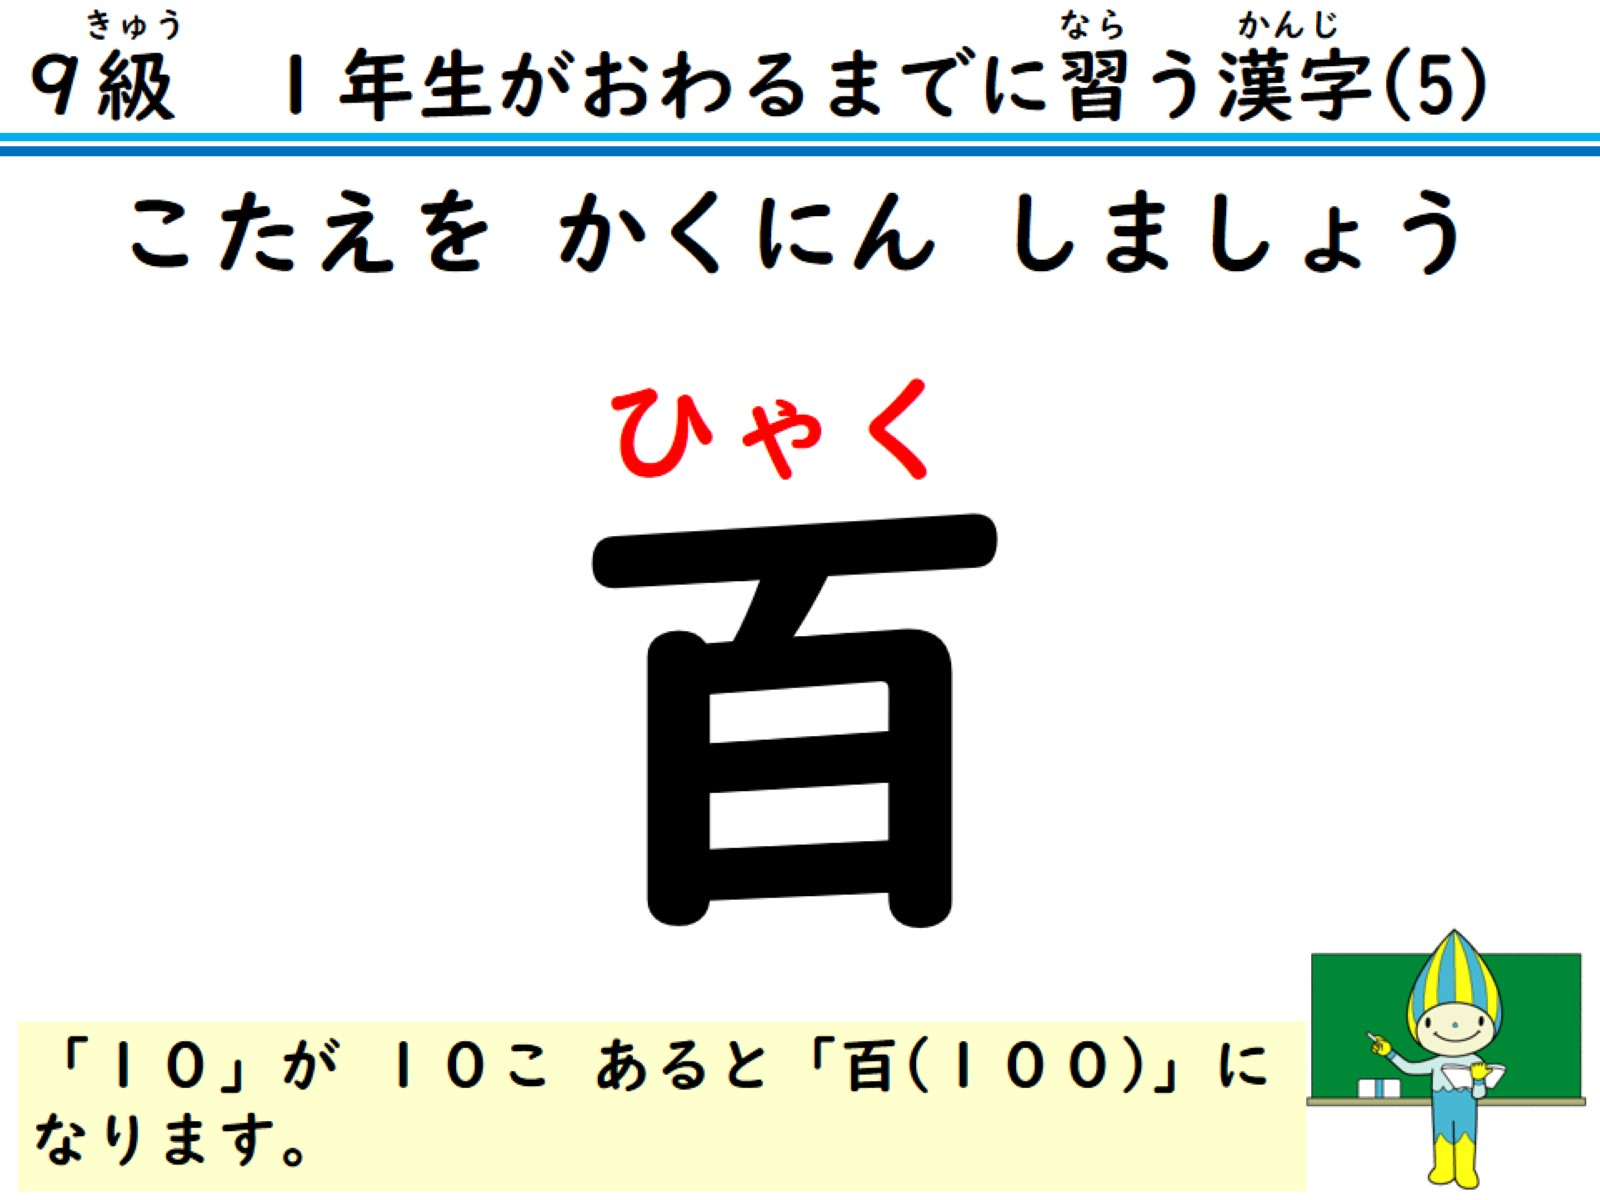 きゅう なら かんじ
９級　１年生がおわるまでに習う漢字(5)
こたえを かくにん しましょう
ひゃく
百
「１０」が １０こ あると「百(１００)」に
なります。